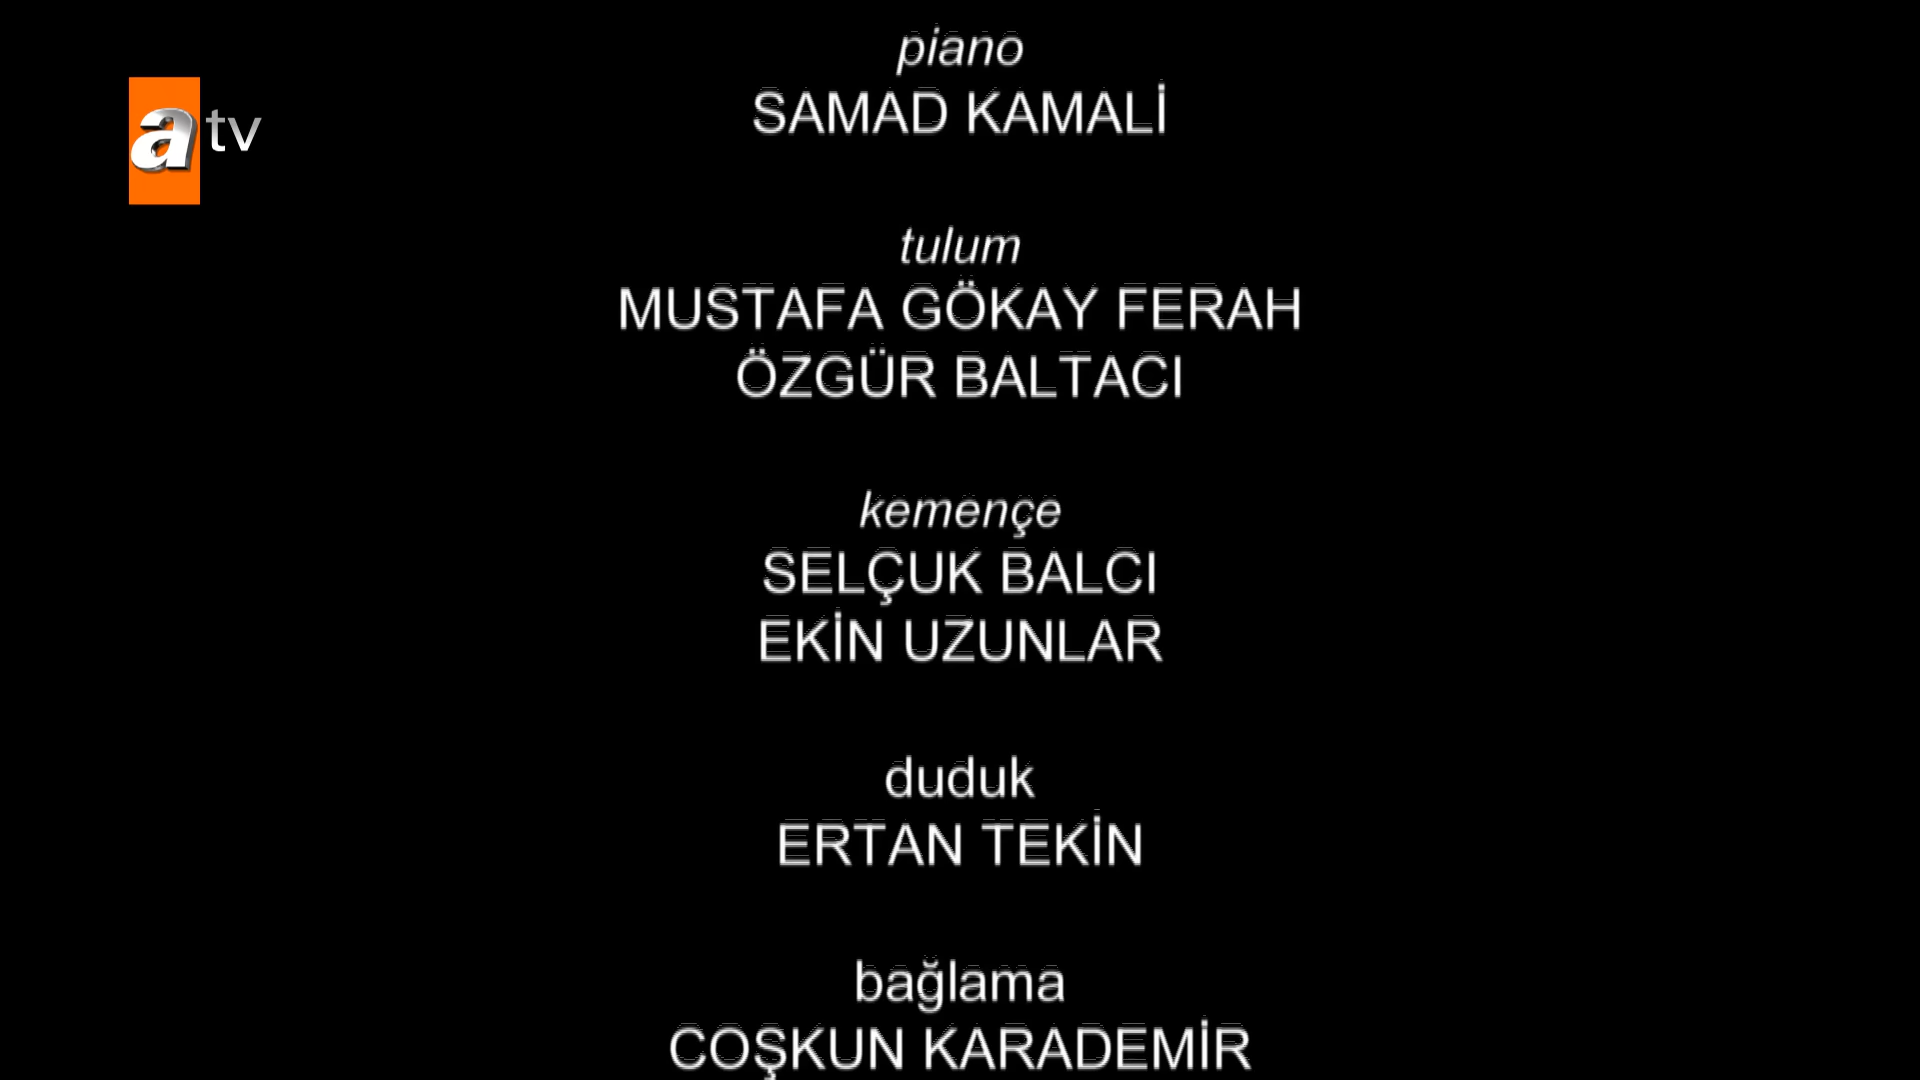 piano
SAMAD KAMALİ
atv
tulum
MUSTAFA GÖKAY FERAH
ÖZGÜR BALTACI
kemençe
SELÇUK BALCI
EKİN UZUNLAR
duduk
ERTAN TEKİN
bağlama
COŞKUN KARADEMİR